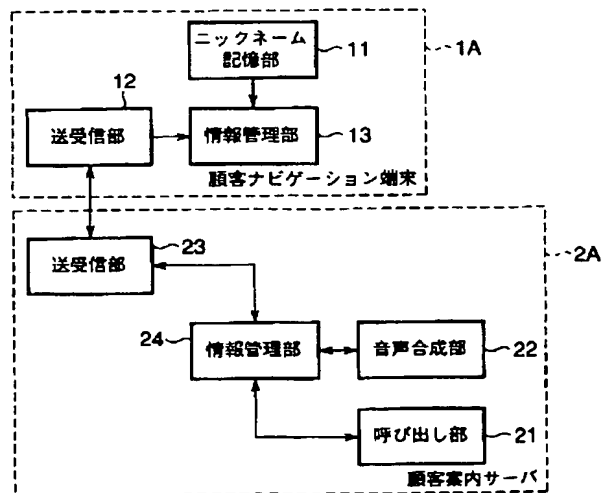 ニックネーム
記憶部
11
1A
12
送受信部
情報管理部
13
顧客ナビゲーション端末
23
送受信部
2A
24
情報管理部
音声合成部
22
呼び出し部
21
顧客案内サーバ